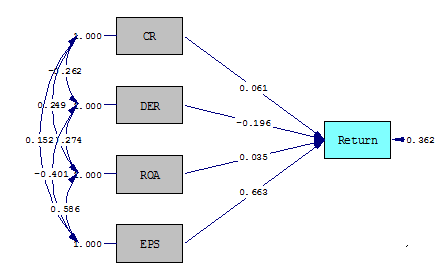 1.000 CR
-0.262
0.061
0.249 1.000 DER
-0.196
0.152 .274 Return 0.362
0.035
-0.401 1.000 ROA
0.663
0.586
1.000 EPS